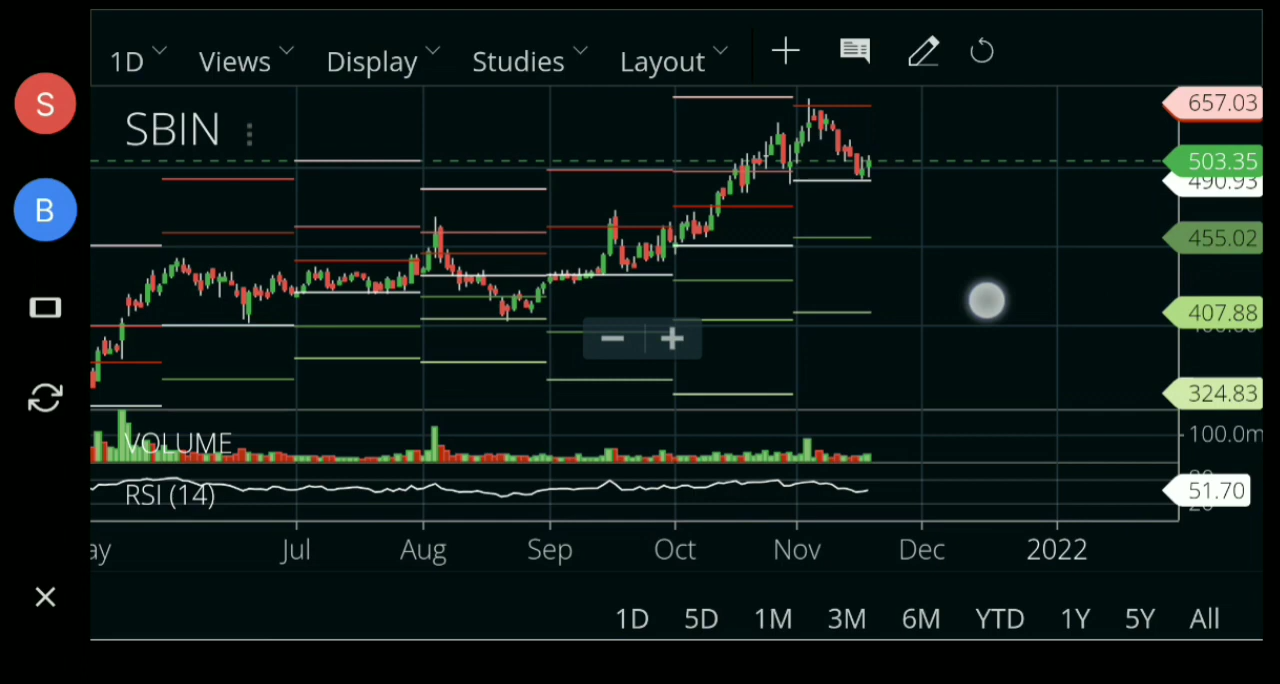 1D Views Display Studies Layout
S
SBIN
657.03
503.35
490.93
B
455.02
407.88
324.83
VOLUME
100.0m
RSI (14)
51.70
ay Jul Aug Sep Oct Nov Dec 2022
1D 5D 1M 3M 6M YTD 1Y 5Y All